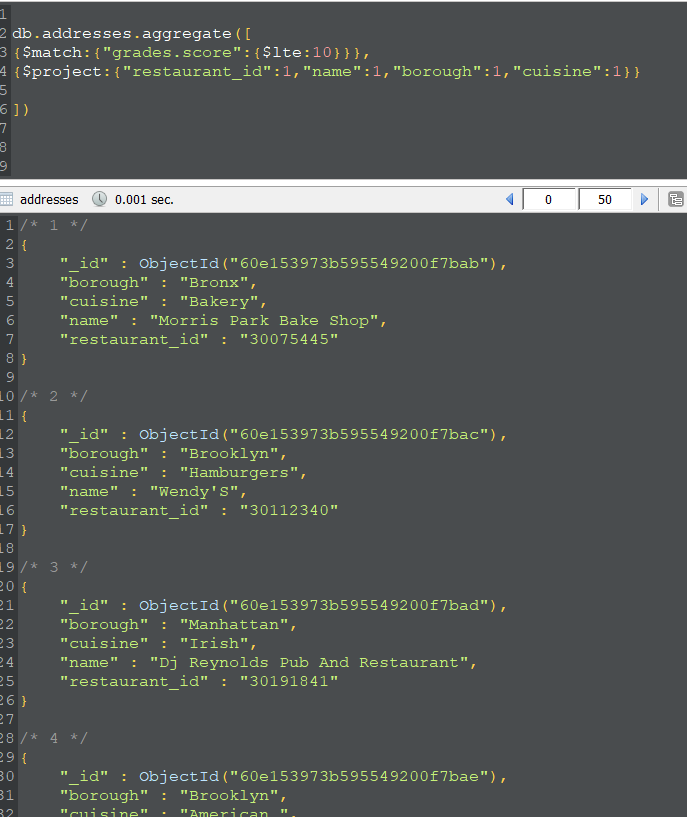 1
2 db.addresses.aggregate([
3 {$match:{"grades.score":{$lte:10}}},
4 {$project:{"restaurant_id":1,"name":1,"borough":1,"cuisine":1}}
5
6 ])
7
8
9
addresses 0.001 sec. 0 50
1 /* 1 */
2 {
3 "_id" : ObjectId("60e153973b595549200f7bab"),
4 "borough" : "Bronx",
5 "cuisine" : "Bakery",
6 "name" : "Morris Park Bake Shop",
7 "restaurant_id" : "30075445"
8 }
9
10 /* 2 */
11 {
12 "_id" : ObjectId("60e153973b595549200f7bac"),
13 "borough" : "Brooklyn",
14 "cuisine" : "Hamburgers",
15 "name" : "Wendy'S",
16 "restaurant_id" : "30112340"
17 }
18
19 /* 3 */
20 {
21 "_id" : ObjectId("60e153973b595549200f7bad"),
22 "borough" : "Manhattan",
23 "cuisine" : "Irish",
24 "name" : "Dj Reynolds Pub And Restaurant",
25 "restaurant_id" : "30191841"
26 }
27
28 /* 4 */
29 {
30 "_id" : ObjectId("60e153973b595549200f7bae"),
31 "borough" : "Brooklyn",
32 "cuisine" : "American ",